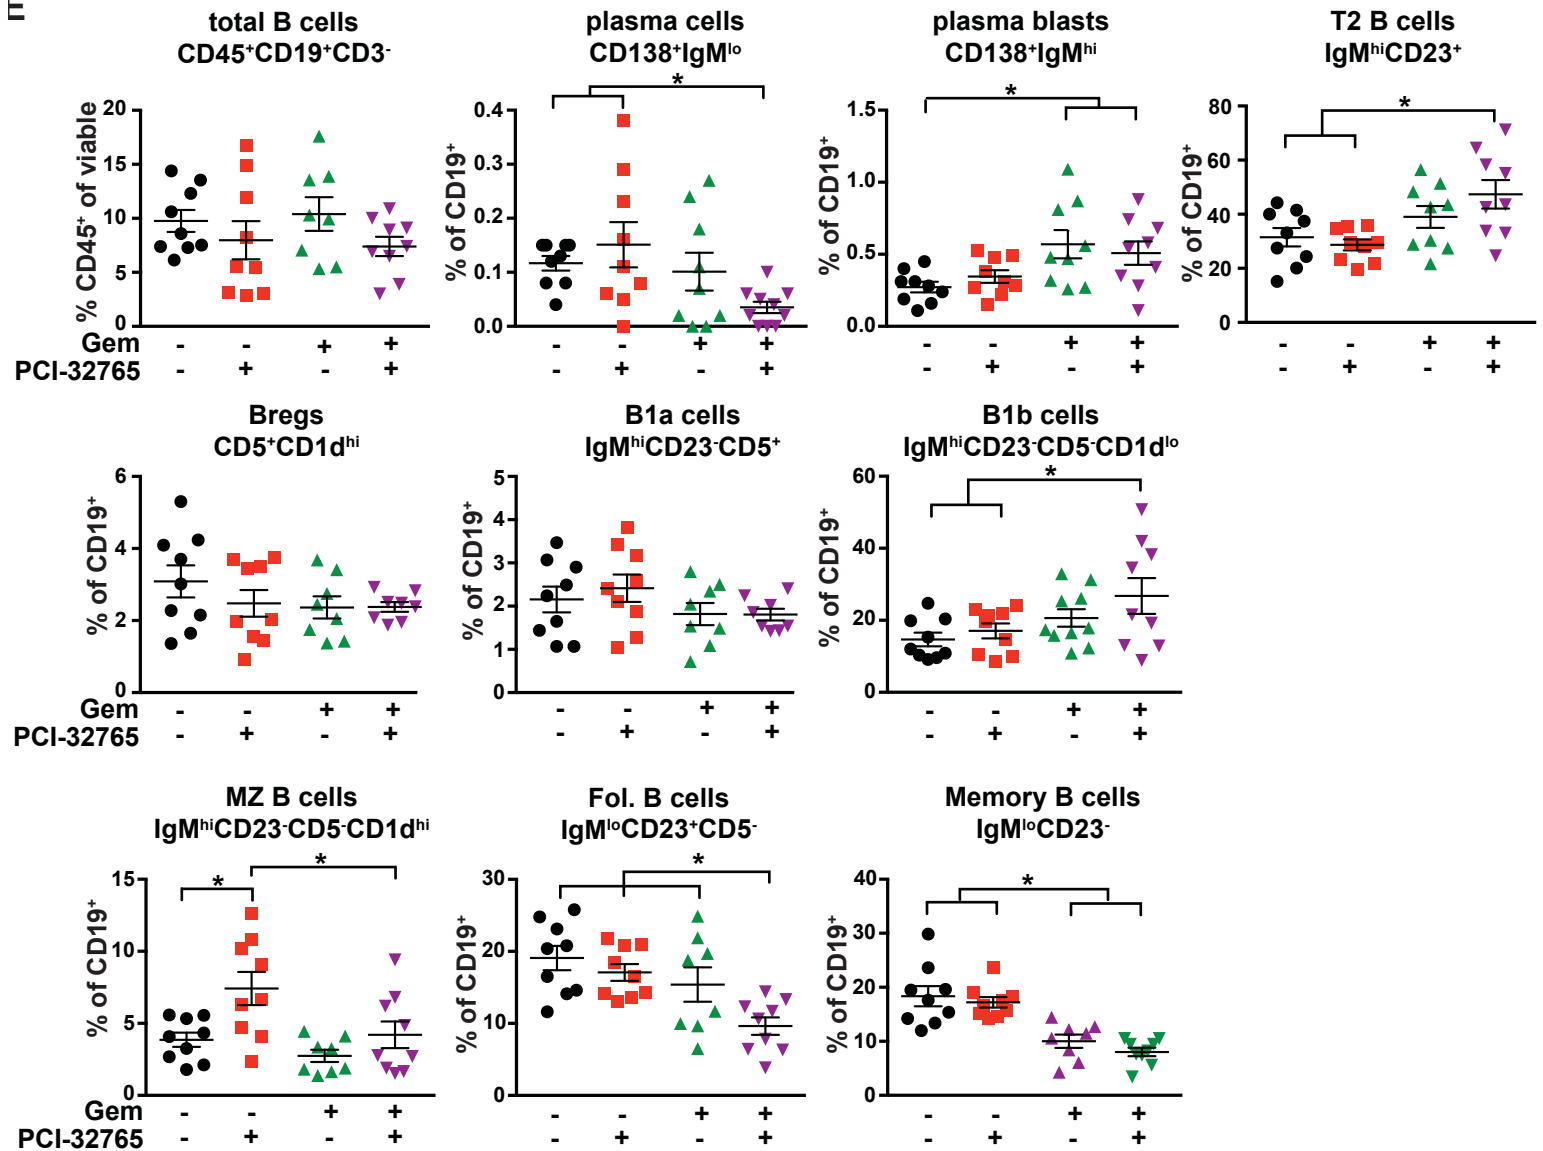 E
total B cells
CD45⁺CD19⁺CD3⁻
% CD45⁺ of viable
20
15
10
5
0
plasma cells
CD138⁺IgMˡᵒ
*
% of CD19⁺
0.4
0.3
0.2
0.1
0.0
plasma blasts
CD138⁺IgMʰⁱ
*
% of CD19⁺
1.5
1.0
0.5
0.0
T2 B cells
IgMʰⁱCD23⁺
*
% of CD19⁺
80
60
40
20
0
Gem - - + + - - + + - - + + - - + +
PCI-32765 - + - + - + - + - + - + - + - +
Bregs
CD5⁺CD1dʰⁱ
% of CD19⁺
6
4
2
0
B1a cells
IgMʰⁱCD23⁻CD5⁺
% of CD19⁺
5
4
3
2
1
0
B1b cells
IgMʰⁱCD23⁻CD5⁻CD1dˡᵒ
*
% of CD19⁺
60
40
20
0
Gem - - + + - - + + - - + +
PCI-32765 - + - + - + - + - + - +
MZ B cells
IgMʰⁱCD23⁻CD5⁻CD1dʰⁱ
*
*
% of CD19⁺
15
10
5
0
Fol. B cells
IgMˡᵒCD23⁺CD5⁻
*
% of CD19⁺
30
20
10
0
Memory B cells
IgMˡᵒCD23⁻
*
% of CD19⁺
40
30
20
10
0
Gem - - + + - - + + - - + +
PCI-32765 - + - + - + - + - + - +